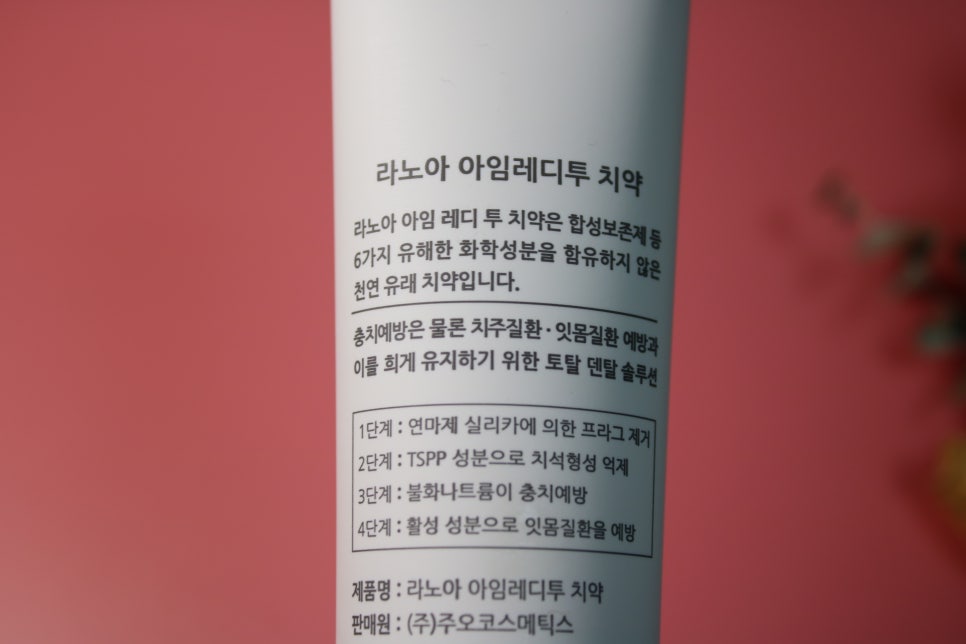 라노아 아임레디투 치약
라노아 아임 레디 투 치약은 합성보존제 등
6가지 유해한 화학성분을 함유하지 않은
천연 유래 치약입니다.
충치예방은 물론 치주질환·잇몸질환 예방과
이를 희게 유지하기 위한 토탈 덴탈 솔루션
1단계 : 연마제 실리카에 의한 프라그 제거
2단계 : TSPP 성분으로 치석형성 억제
3단계 : 불화나트륨이 충치예방
4단계 : 활성 성분으로 잇몸질환을 예방
제품명 : 라노아 아임레디투 치약
판매원 : (주)주오코스메틱스